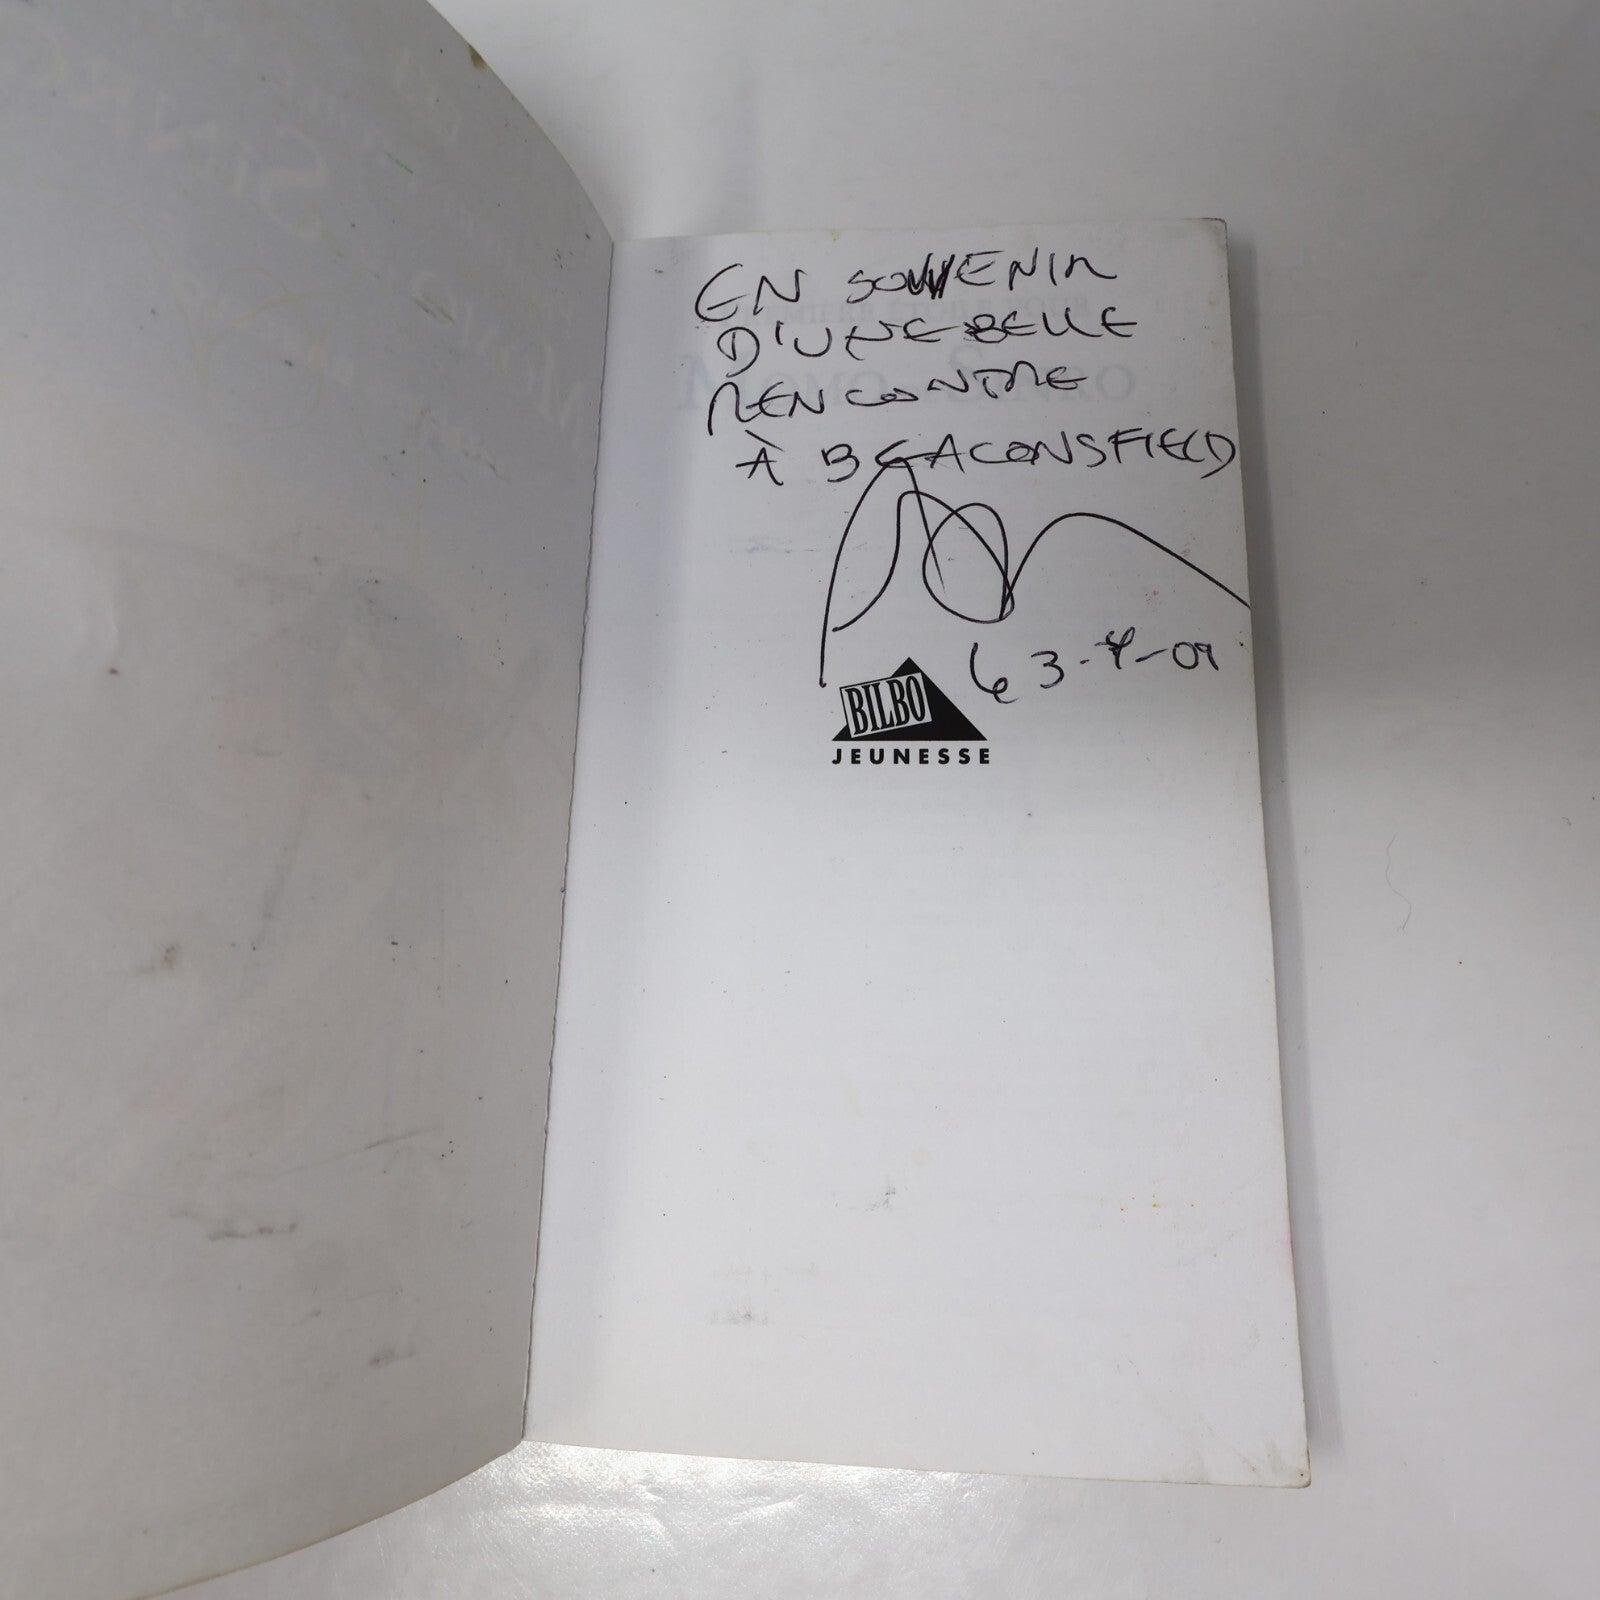 EN SOUVENIR
D'UNE BELLE
RENCONTRE
À BEACONSFIELD
LE 3-4-09
BILBO
JEUNESSE